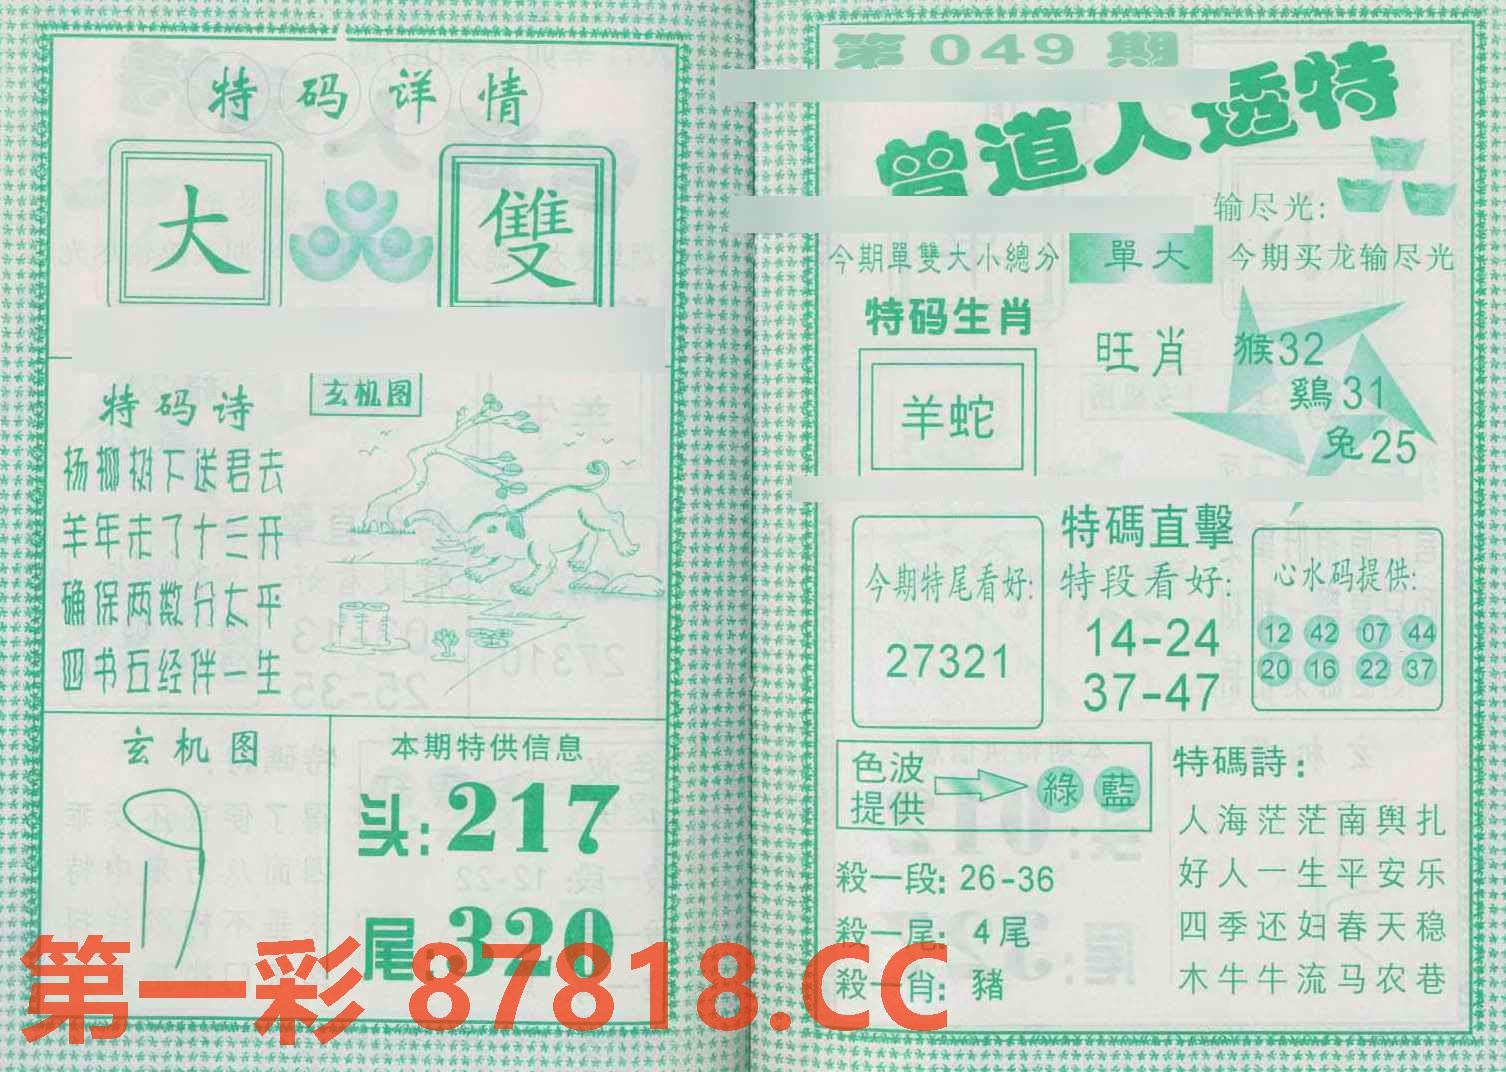 特码详情
大
雙
特码诗
杨柳树下送君去
羊年未了十三开
确保两数分太平
四书五经伴一生
玄机图
玄机图
本期特供信息
头:217
尾:320
第049期
曾道人透特
输尽光:
今期單雙大小總分
單大
今期买龙输尽光
特码生肖
羊蛇
旺肖
猴32
鷄31
兔25
今期特尾看好:
27321
特碼直擊
特段看好:
14-24
37-47
心水码提供:
12 42 07 44
20 16 22 37
色波
提供
綠 藍
殺一段: 26-36
殺一尾: 4尾
殺一肖: 豬
特碼詩:
人海茫茫南輿扎
好人一生平安乐
四季还妇春天稳
木牛牛流马农巷
第一彩 87818.CC